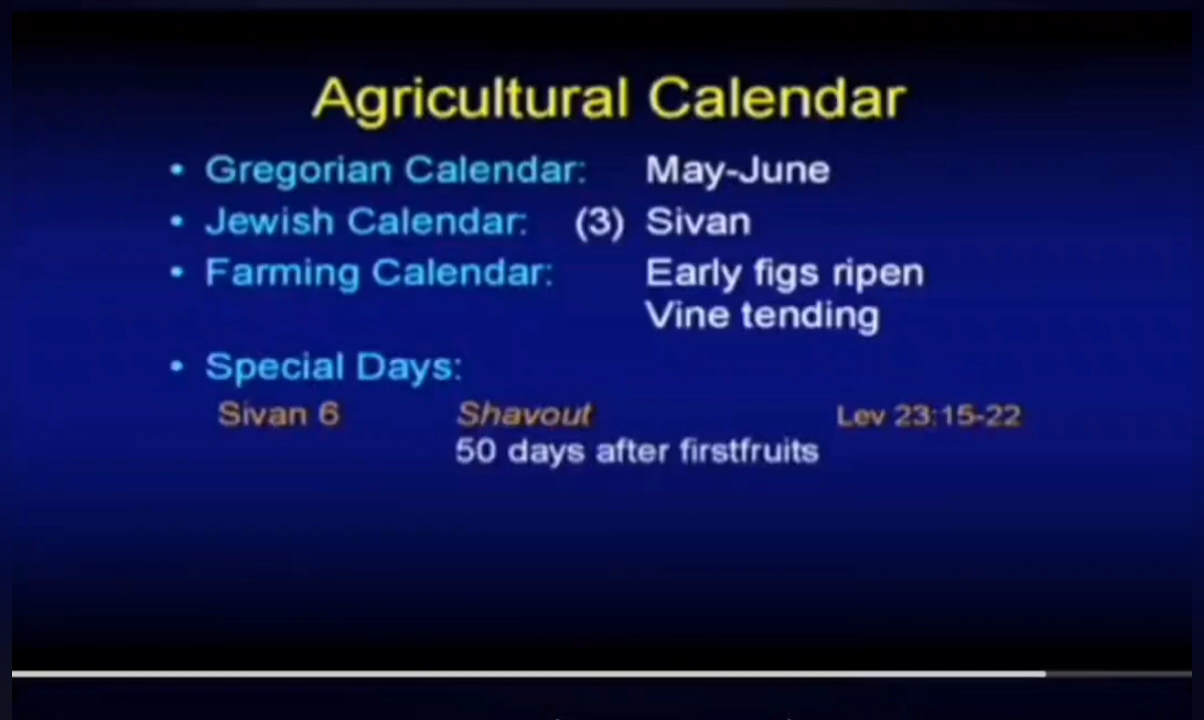 Agricultural Calendar
• Gregorian Calendar: May-June
• Jewish Calendar: (3) Sivan
• Farming Calendar: Early figs ripen
Vine tending
• Special Days:
Sivan 6 Shavout Lev 23:15-22
50 days after firstfruits